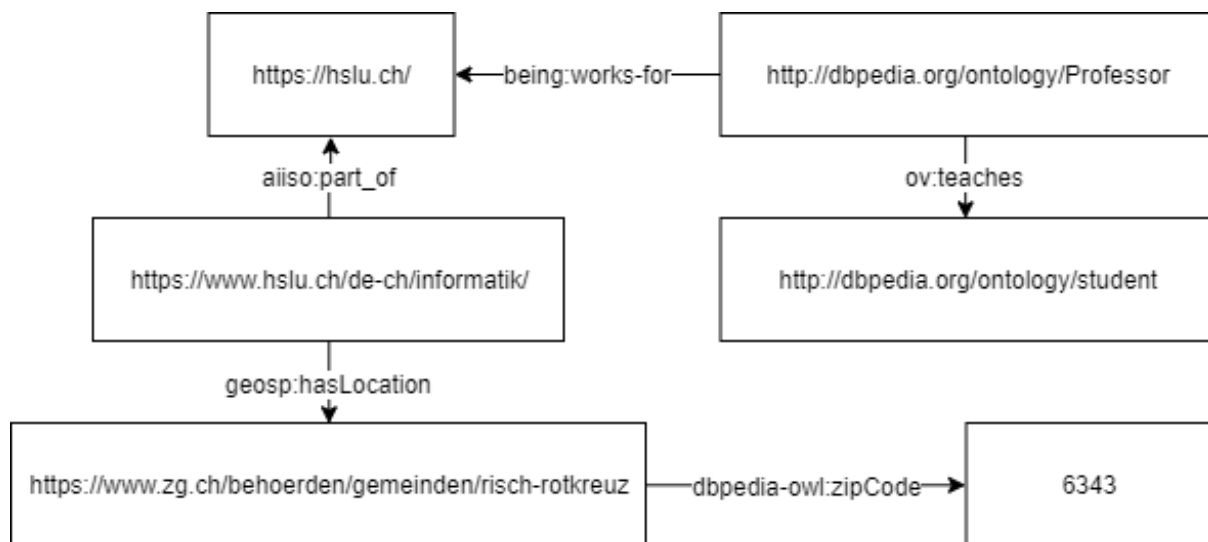 https://hslu.ch/
being:works-for
http://dbpedia.org/ontology/Professor
aiiso:part_of
ov:teaches
https://www.hslu.ch/de-ch/informatik/
http://dbpedia.org/ontology/student
geosp:hasLocation
https://www.zg.ch/behoerden/gemeinden/risch-rotkreuz
dbpedia-owl:zipCode
6343